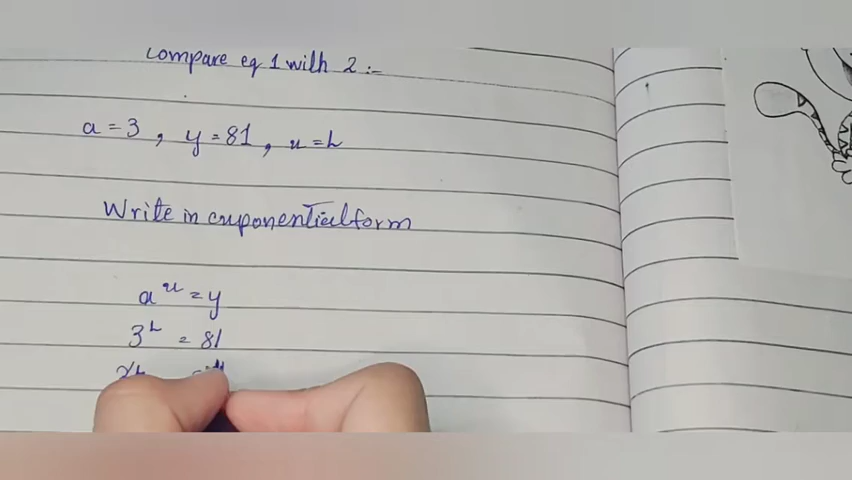 Compare eq 1 with 2 :-
a = 3 , y = 81 , x = L
Write in exponential form
a^x = y
3^L = 81